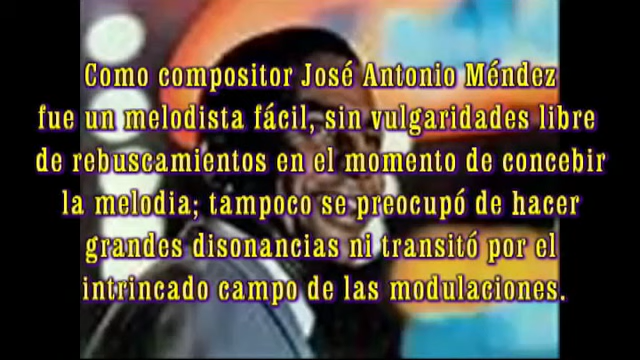 Como compositor José Antonio Méndez
fue un melodista fácil, sin vulgaridades libre
de rebuscamientos en el momento de concebir
la melodia; tampoco se preocupó de hacer
grandes disonancias ni transitó por el
intrincado campo de las modulaciones.